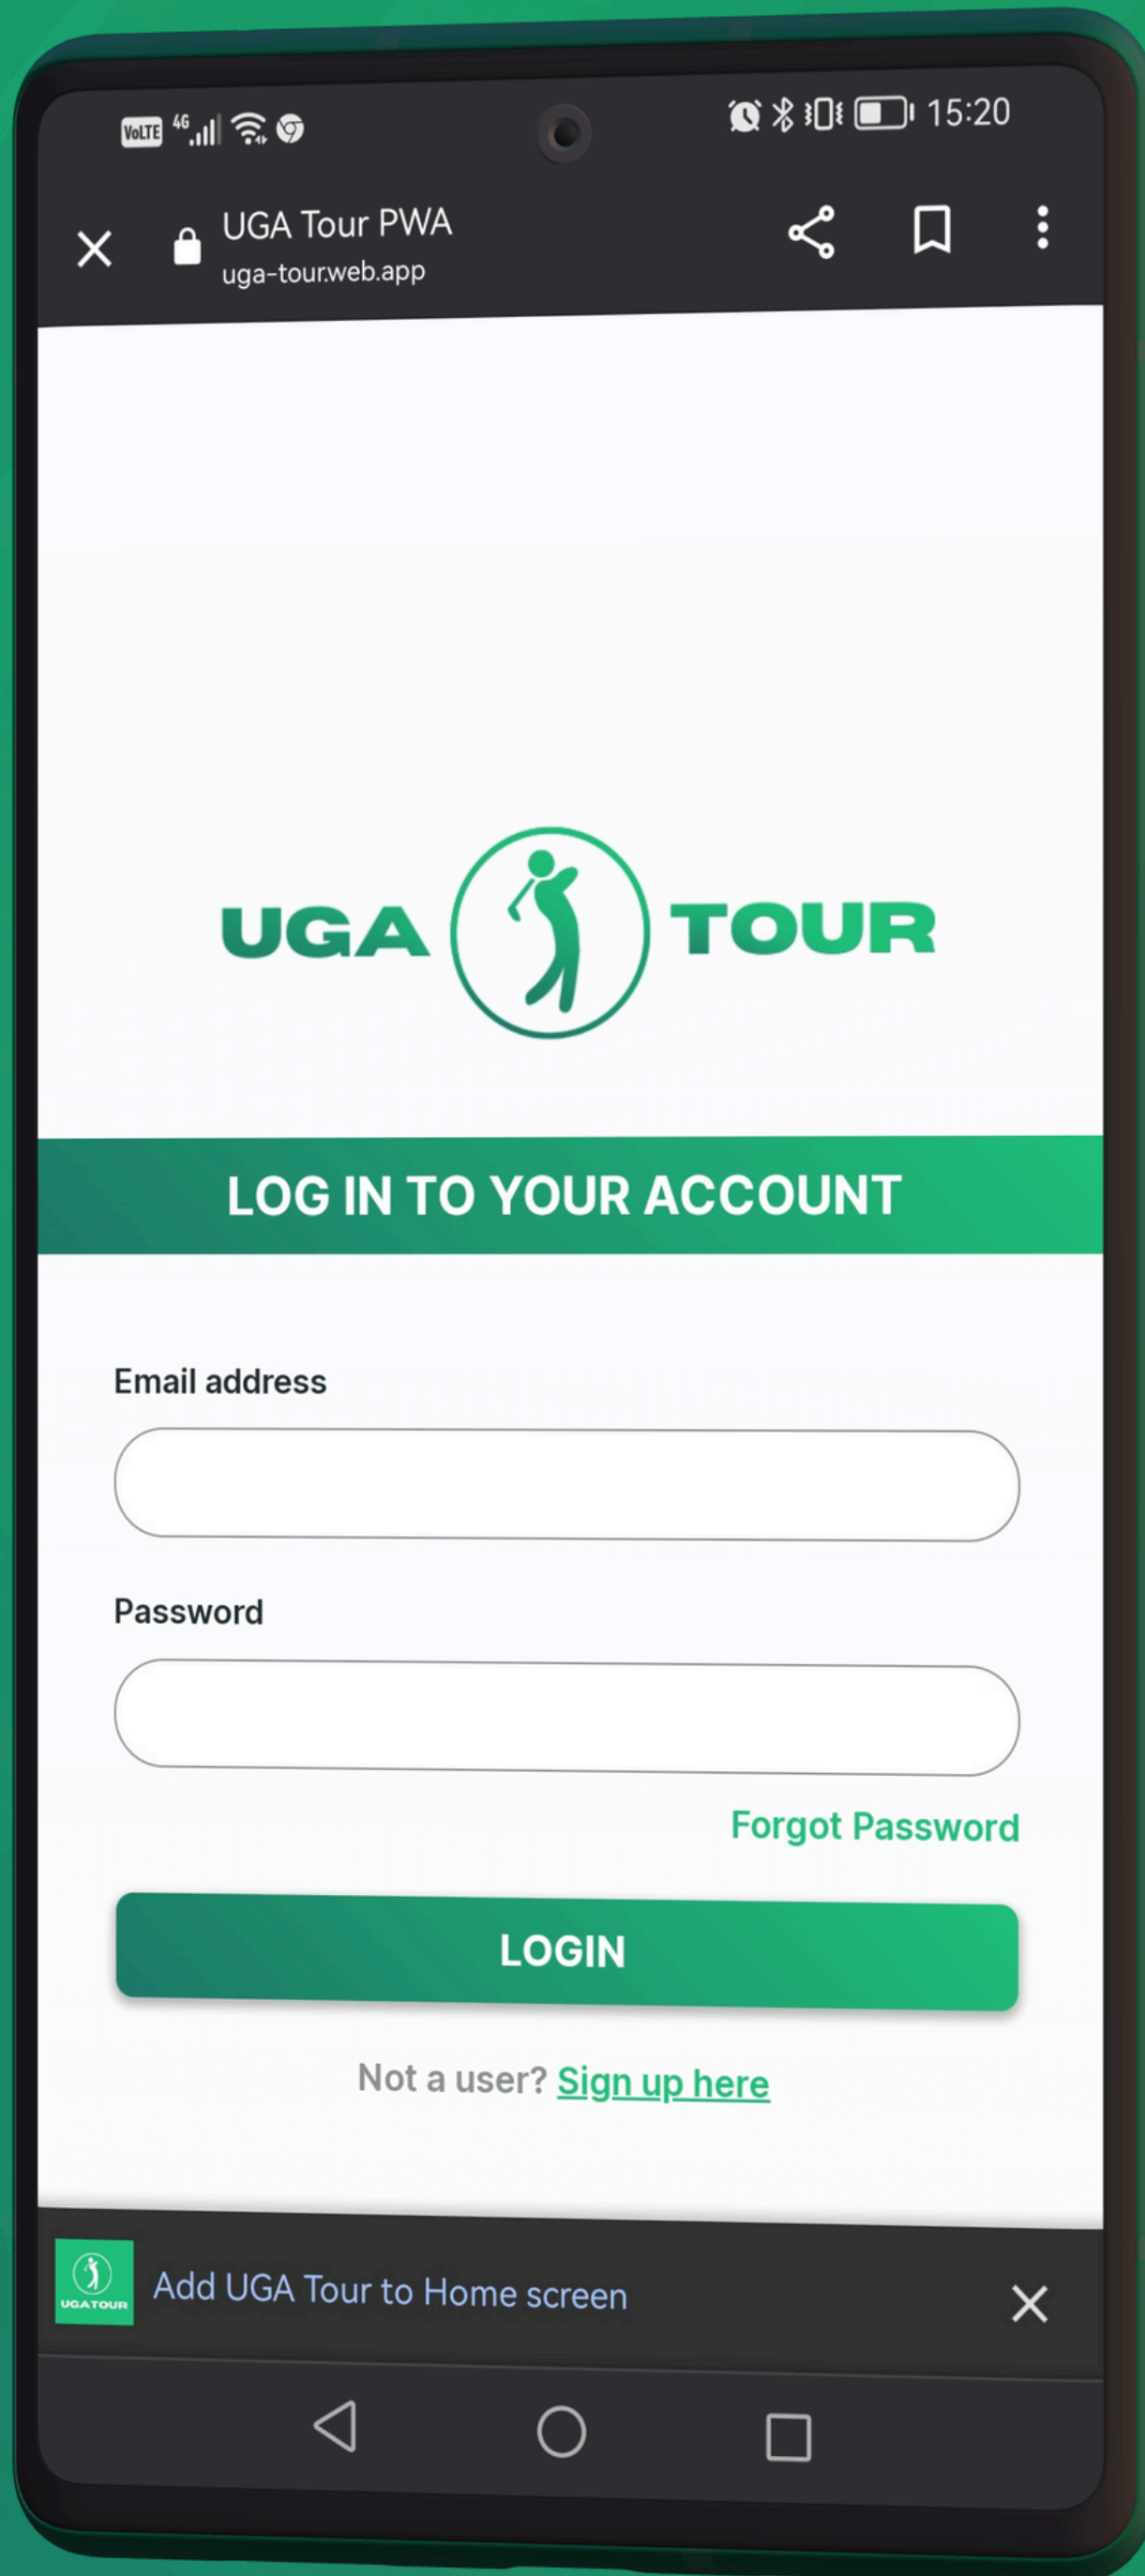 VoLTE 4G 15:20
UGA Tour PWA
uga-tour.web.app
UGA TOUR
LOG IN TO YOUR ACCOUNT
Email address
Password
Forgot Password
LOGIN
Not a user? Sign up here
UGATOUR
Add UGA Tour to Home screen